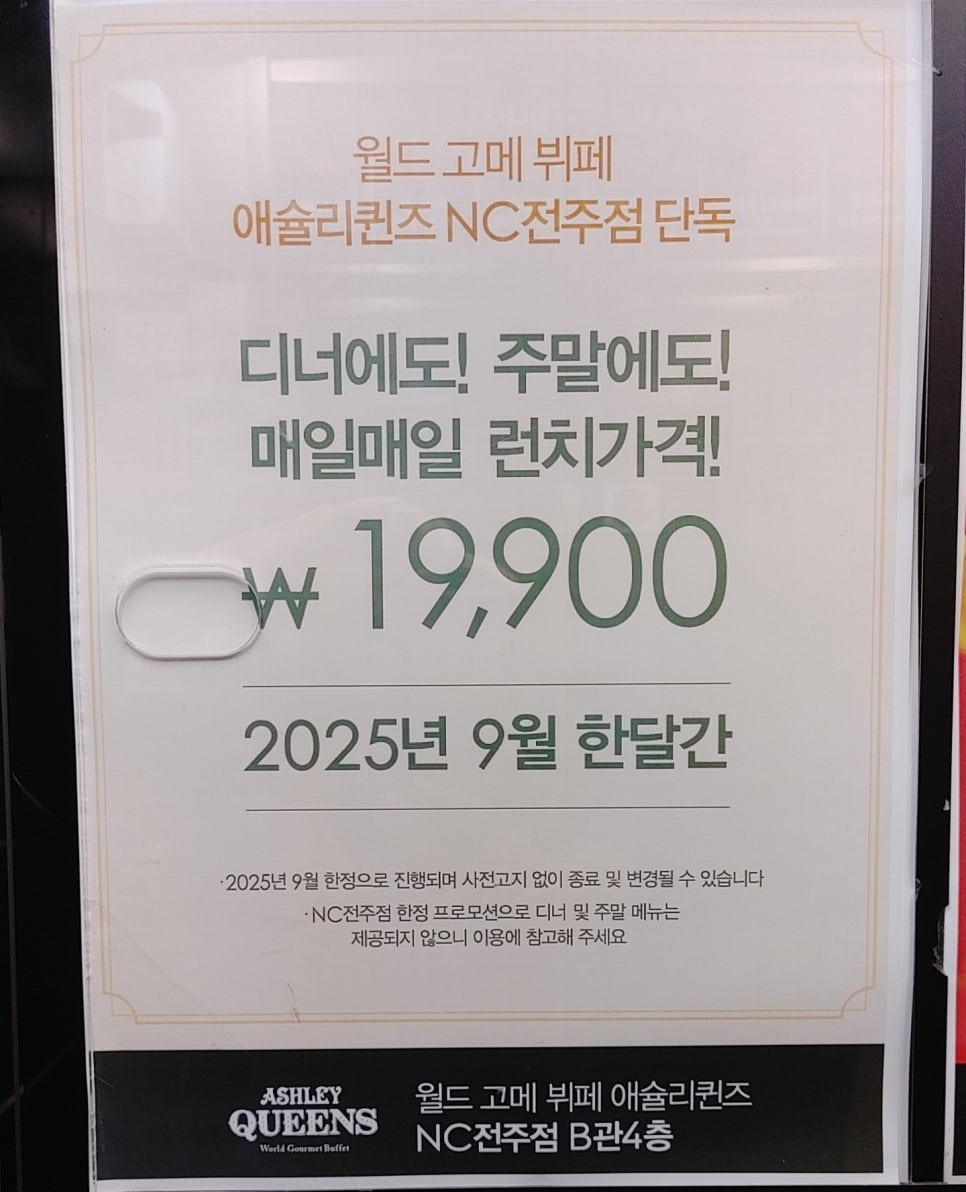 월드 고메 뷔페
애슐리퀸즈 NC전주점 단독
디너에도! 주말에도!
매일매일 런치가격!
₩ 19,900
2025년 9월 한달간
·2025년 9월 한정으로 진행되며 사전고지 없이 종료 및 변경될 수 있습니다
·NC전주점 한정 프로모션으로 디너 및 주말 메뉴는
제공되지 않으니 이용에 참고해 주세요
ASHLEY
QUEENS
World Gourmet Buffet
월드 고메 뷔페 애슐리퀸즈
NC전주점 B관4층